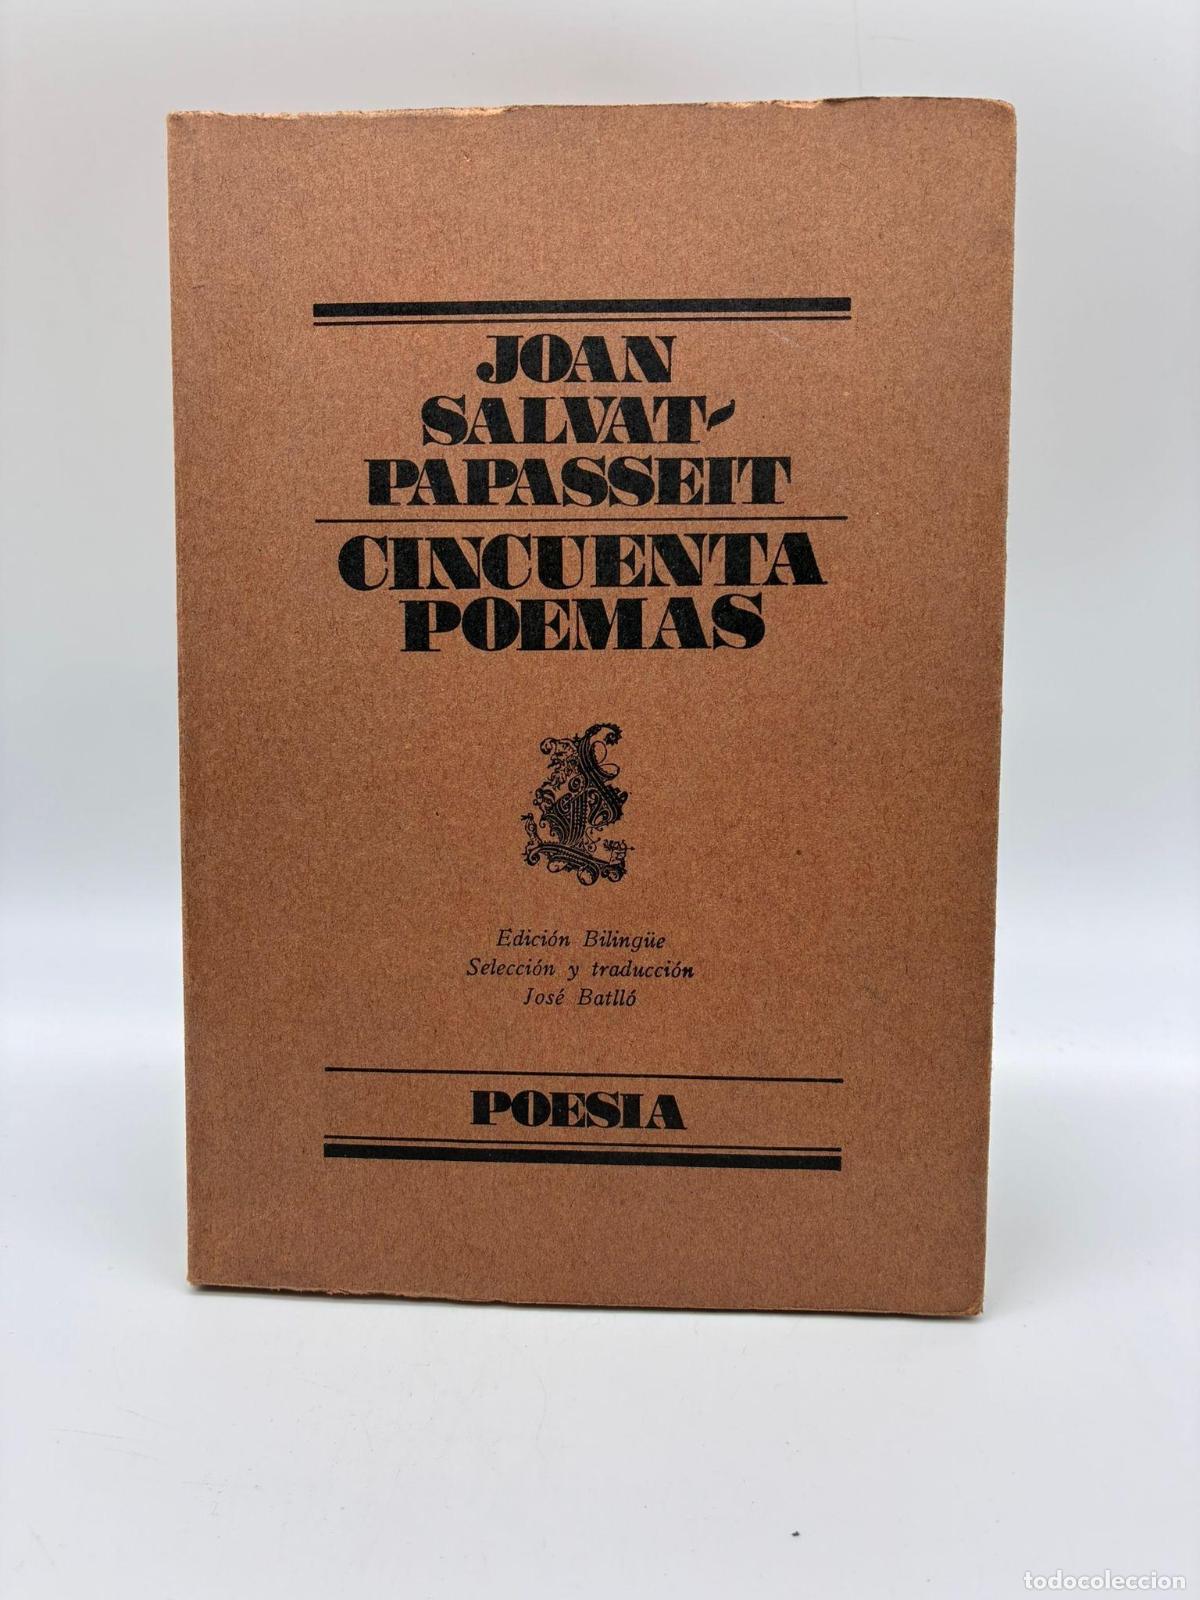 JOAN
SALVAT-
PAPASSEIT
CINCUENTA
POEMAS
Edición Bilingüe
Selección y traducción
José Batlló
POESIA
todocoleccion